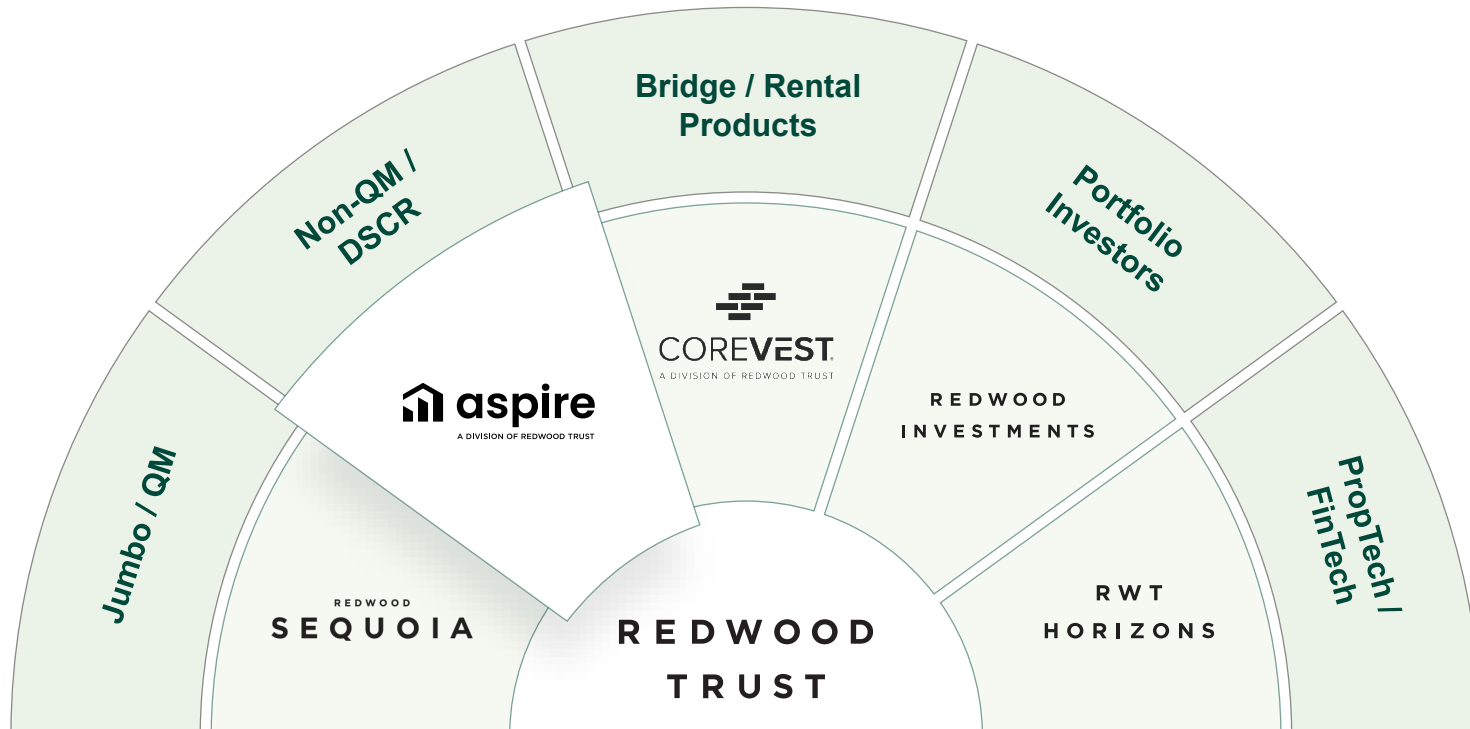 Bridge / Rental
Products
Non-QM /
DSCR
Portfolio
Investors
Jumbo / QM
PropTech /
FinTech
COREVEST®
A DIVISION OF REDWOOD TRUST
aspire
A DIVISION OF REDWOOD TRUST
REDWOOD
INVESTMENTS
REDWOOD
SEQUOIA
RWT
HORIZONS
REDWOOD
TRUST